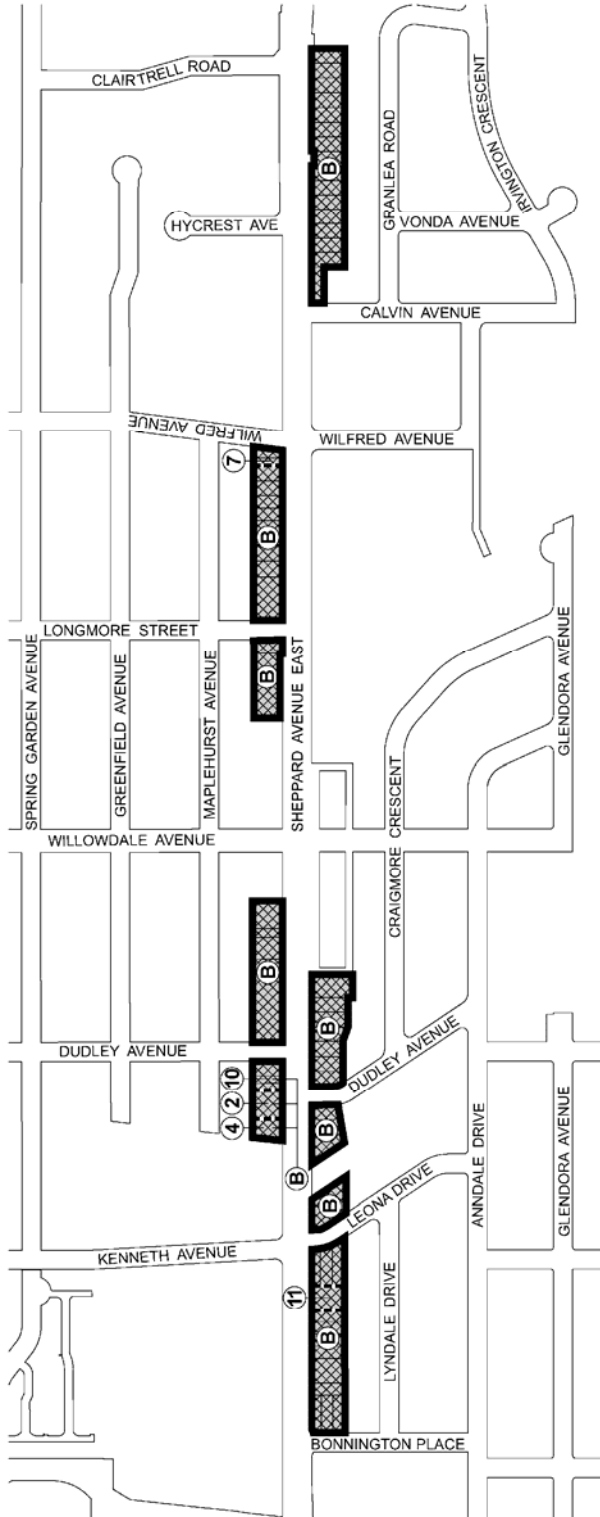 CLAIRTRELL ROAD
B
GRANLEA ROAD
IRVINGTON CRESCENT
HYCREST AVE
VONDA AVENUE
CALVIN AVENUE
WILFRED AVENUE
WILFRED AVENUE
7
B
LONGMORE STREET
SPRING GARDEN AVENUE
GREENFIELD AVENUE
MAPLEHURST AVENUE
B
SHEPPARD AVENUE EAST
GLENDORA AVENUE
WILLOWDALE AVENUE
CRAIGMORE CRESCENT
B
B
DUDLEY AVENUE
DUDLEY AVENUE
10
2
4
B
B
B
LEONA DRIVE
ANNDALE DRIVE
GLENDORA AVENUE
KENNETH AVENUE
11
B
LYNDALE DRIVE
BONNINGTON PLACE